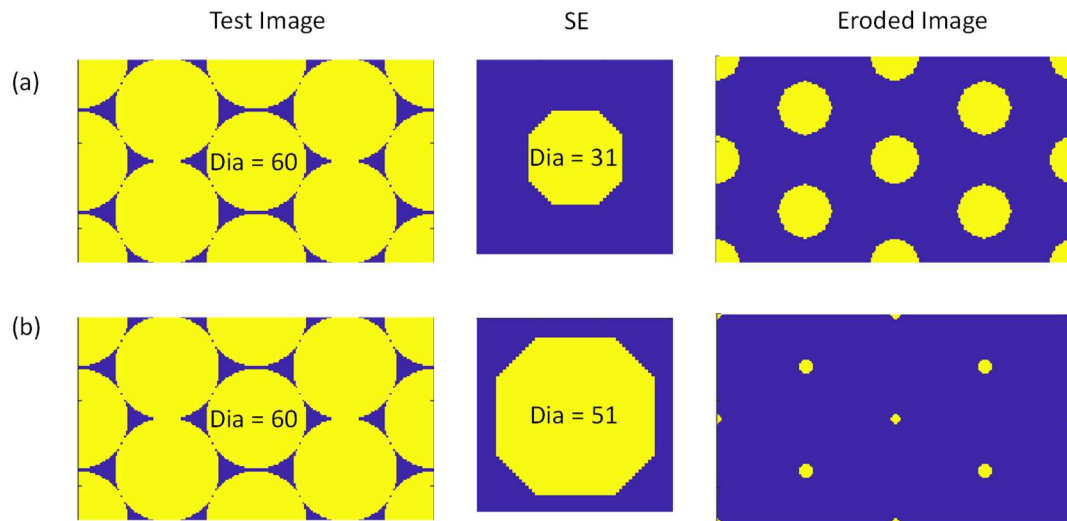 Test Image SE Eroded Image
(a)
Dia = 60 Dia = 31
(b)
Dia = 60 Dia = 51